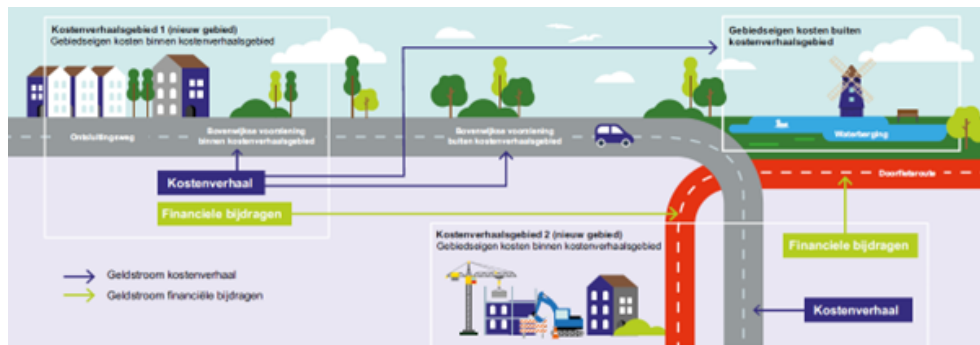 Kostenverhaalsgebied 1 (nieuw gebied)
Gebiedseigen kosten binnen kostenverhaalsgebied
Gebiedseigen kosten buiten
kostenverhaalsgebied
Ontsluitingsweg
Bovenwijkse voorziening
binnen kostenverhaalsgebied
Bovenwijkse voorziening
buiten kostenverhaalsgebied
Waterberging
Kostenverhaal
Doorfietsroute
Financiele bijdragen
Kostenverhaalsgebied 2 (nieuw gebied)
Gebiedseigen kosten binnen kostenverhaalsgebied
Financiele bijdragen
Geldstroom kostenverhaal
Geldstroom financiële bijdragen
Kostenverhaal